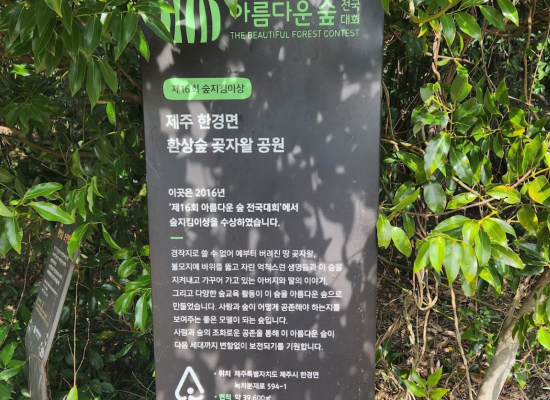 아름다운 숲 전국
대회
THE BEAUTIFUL FOREST CONTEST
제16회 숲지킴이상
제주 한경면
환상숲 곶자왈 공원
이곳은 2016년
'제16회 아름다운 숲 전국대회'에서
숲지킴이상을 수상하였습니다.
경작지로 쓸 수 없어 예부터 버려진 땅 곶자왈,
불모지에 바위를 뚫고 자란 억척스런 생명들과 이 숲을
지켜내고 가꾸어 가고 있는 아버지와 딸의 이야기,
그리고 다양한 숲교육 활동이 이 숲을 아름다운 숲으로
만들었습니다. 사람과 숲이 어떻게 공존해야 하는지를
보여주는 좋은 모델이 되는 숲입니다.
사람과 숲의 조화로운 공존을 통해 이 아름다운 숲이
다음 세대까지 변함없이 보전되기를 기원합니다.
• 위치 제주특별자치도 제주시 한경면
녹차분재로 594-1
• 면적 약 39,600㎡